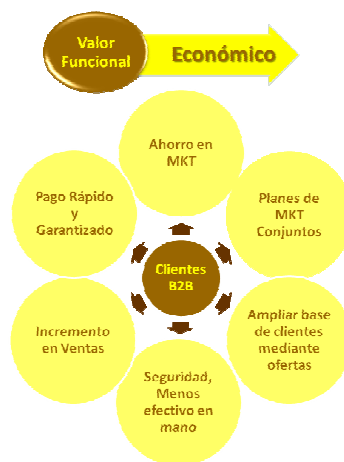 Valor
Funcional
Económico
Ahorro en
MKT
Pago Rápido
y
Garantizado
Planes de
MKT
Conjuntos
Clientes
B2B
Incremento
en Ventas
Ampliar base
de clientes
mediante
ofertas
Seguridad,
Menos
efectivo en
mano